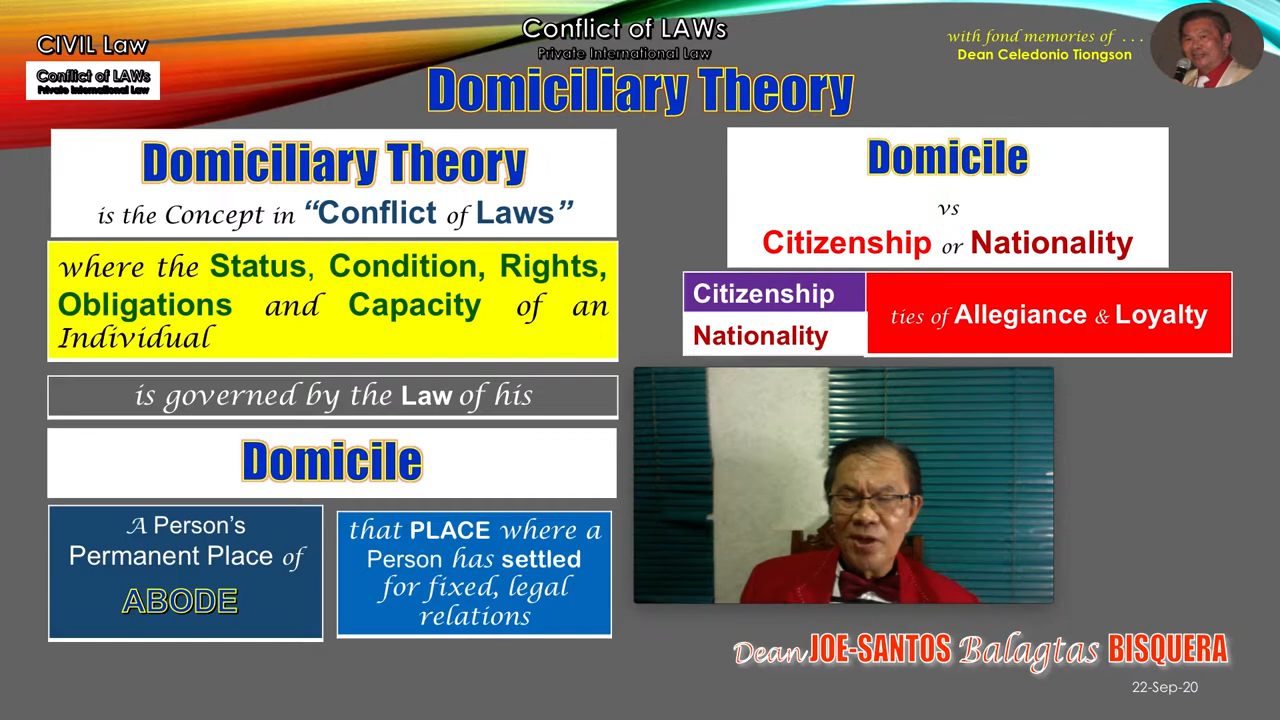 CIVIL Law
Conflict of LAWs
Private International Law
Conflict of LAWs
Private International Law
Domiciliary Theory
with fond memories of . . .
Dean Celedonio Tiongson
Domiciliary Theory
is the Concept in “Conflict of Laws”
where the Status, Condition, Rights,
Obligations and Capacity of an
Individual
is governed by the Law of his
Domicile
A Person's
Permanent Place of
ABODE
that PLACE where a
Person has settled
for fixed, legal
relations
Domicile
vs
Citizenship or Nationality
Citizenship
Nationality
ties of Allegiance & Loyalty
Dean JOE-SANTOS Balagtas BISQUERA
22-Sep-20